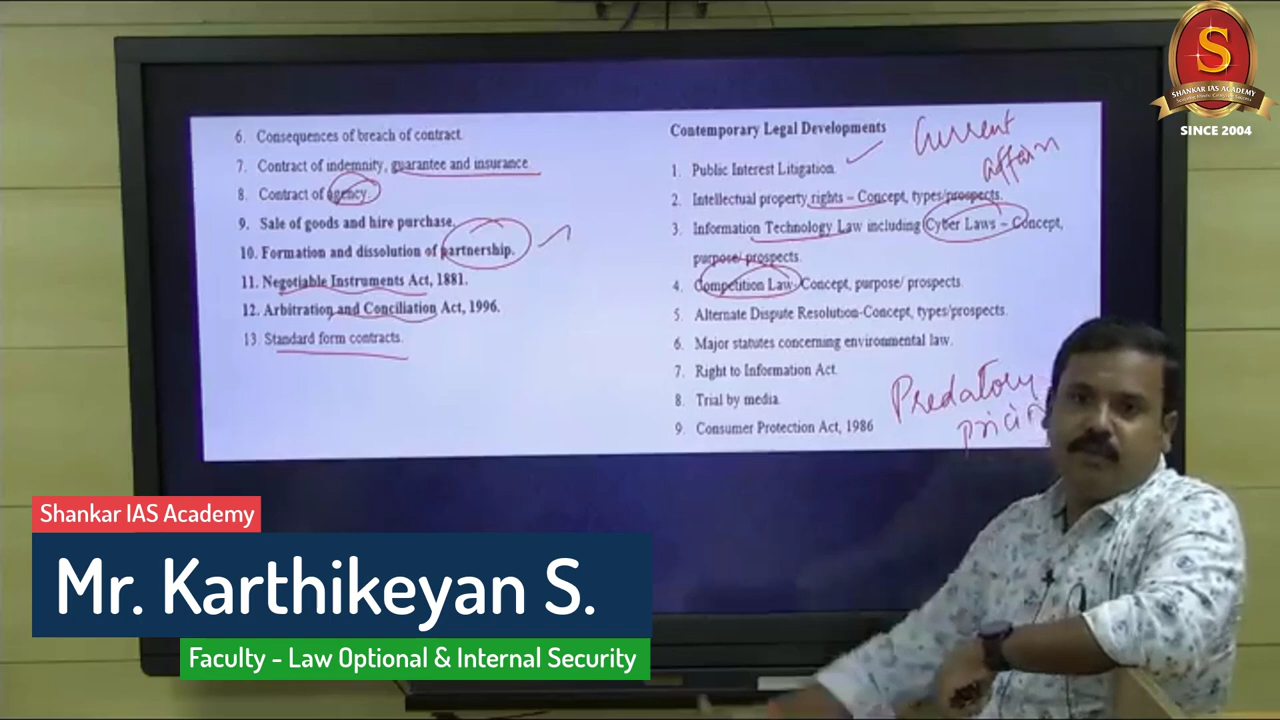 6. Consequences of breach of contract.
7. Contract of indemnity, guarantee and insurance.
8. Contract of agency.
9. Sale of goods and hire purchase.
10. Formation and dissolution of partnership.
11. Negotiable Instruments Act, 1881.
12. Arbitration and Conciliation Act, 1996.
13. Standard form contracts.
Contemporary Legal Developments
1. Public Interest Litigation.
2. Intellectual property rights – Concept, types/prospects.
3. Information Technology Law including Cyber Laws – Concept,
purpose/ prospects.
4. Competition Law- Concept, purpose/ prospects.
5. Alternate Dispute Resolution-Concept, types/prospects.
6. Major statutes concerning environmental law.
7. Right to Information Act.
8. Trial by media.
9. Consumer Protection Act, 1986
Current
affairs
Predatory
S
SHANKAR IAS ACADEMY
SINCE 2004
Shankar IAS Academy
Mr. Karthikeyan S.
Faculty - Law Optional & Internal Security